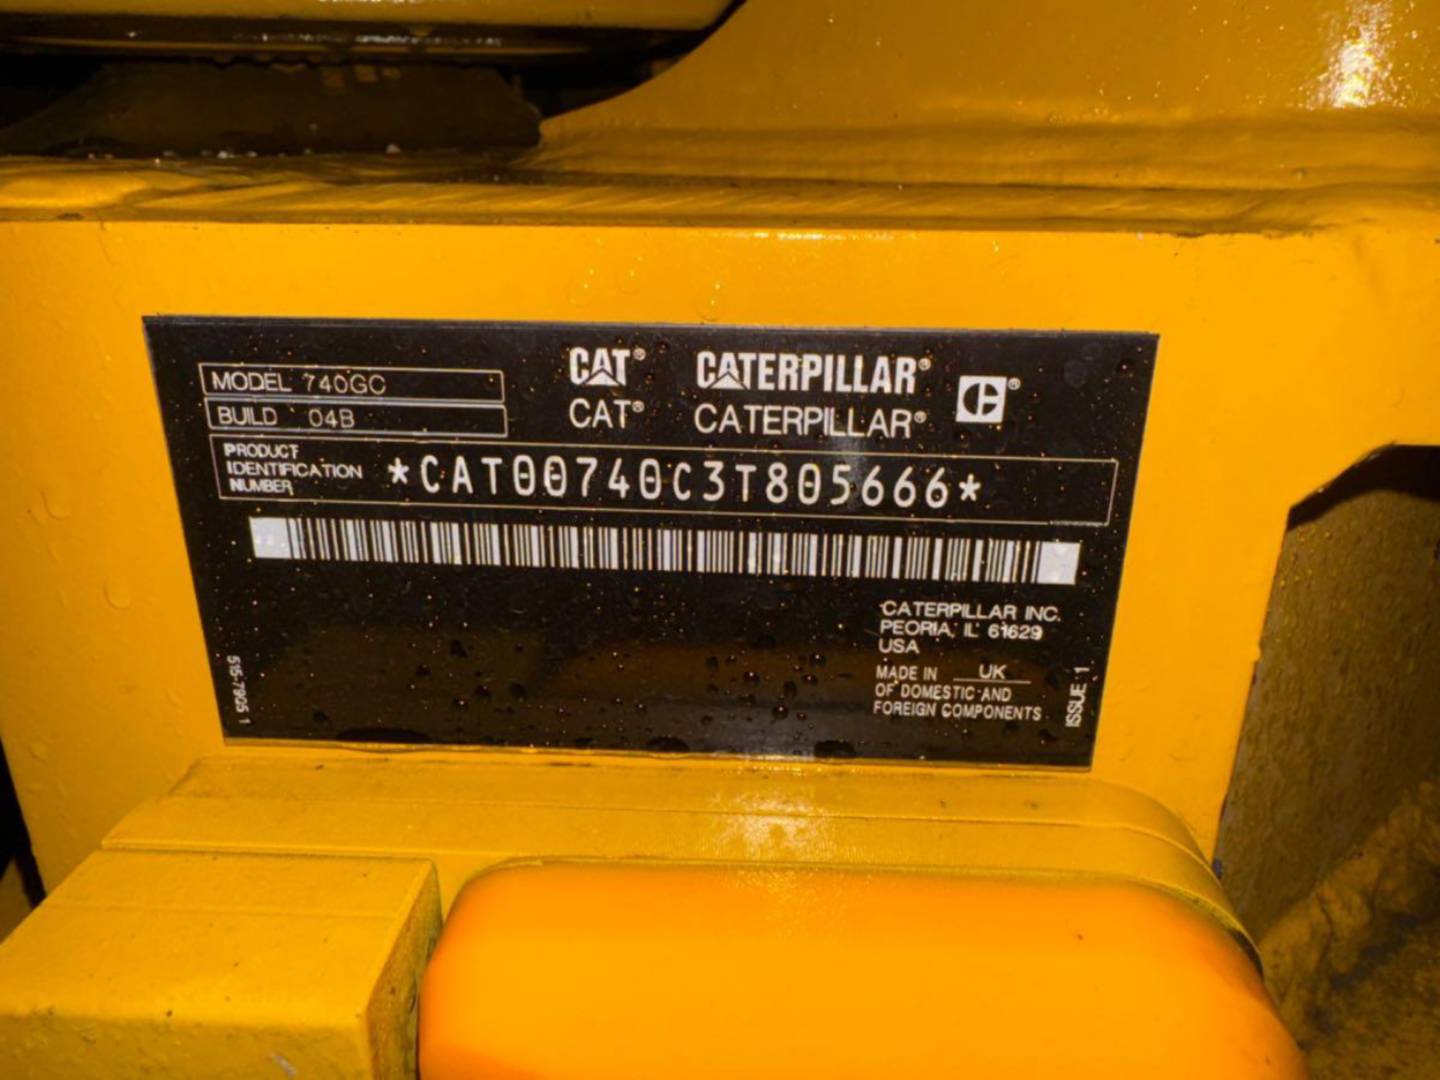 MODEL 740GC
BUILD 04B
CAT® CATERPILLAR®
CAT® CATERPILLAR®
PRODUCT
IDENTIFICATION
NUMBER
*CAT00740C3T805666*
CATERPILLAR INC.
PEORIA, IL 61629
USA
MADE IN UK
OF DOMESTIC AND
FOREIGN COMPONENTS
515-7905 1
ISSUE 1